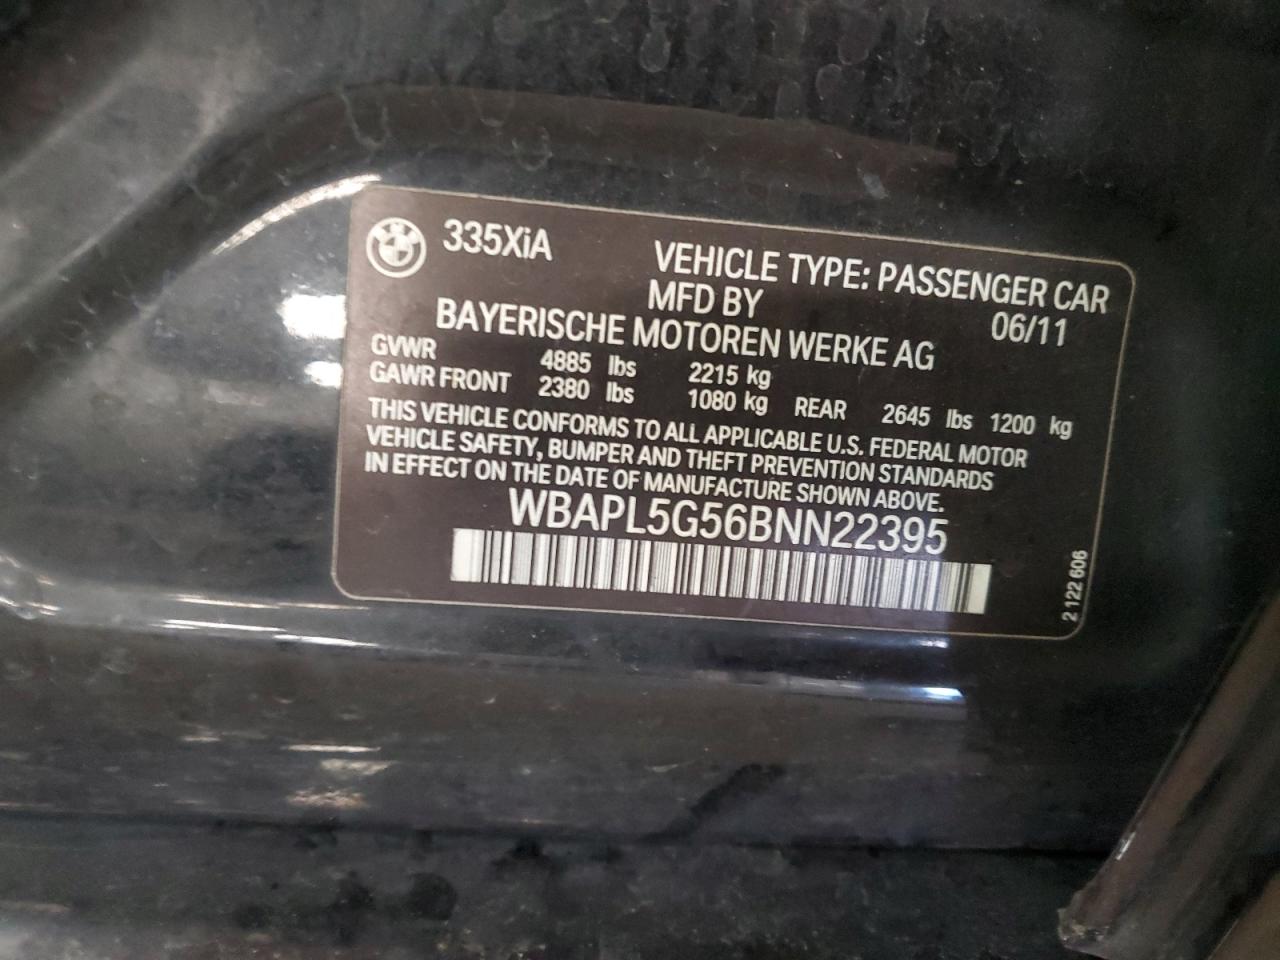 335XiA
VEHICLE TYPE: PASSENGER CAR
MFD BY
06/11
BAYERISCHE MOTOREN WERKE AG
GVWR 4885 lbs 2215 kg
GAWR FRONT 2380 lbs 1080 kg REAR 2645 lbs 1200 kg
THIS VEHICLE CONFORMS TO ALL APPLICABLE U.S. FEDERAL MOTOR
VEHICLE SAFETY, BUMPER AND THEFT PREVENTION STANDARDS
IN EFFECT ON THE DATE OF MANUFACTURE SHOWN ABOVE.
WBAPL5G56BNN22395
2 122 606